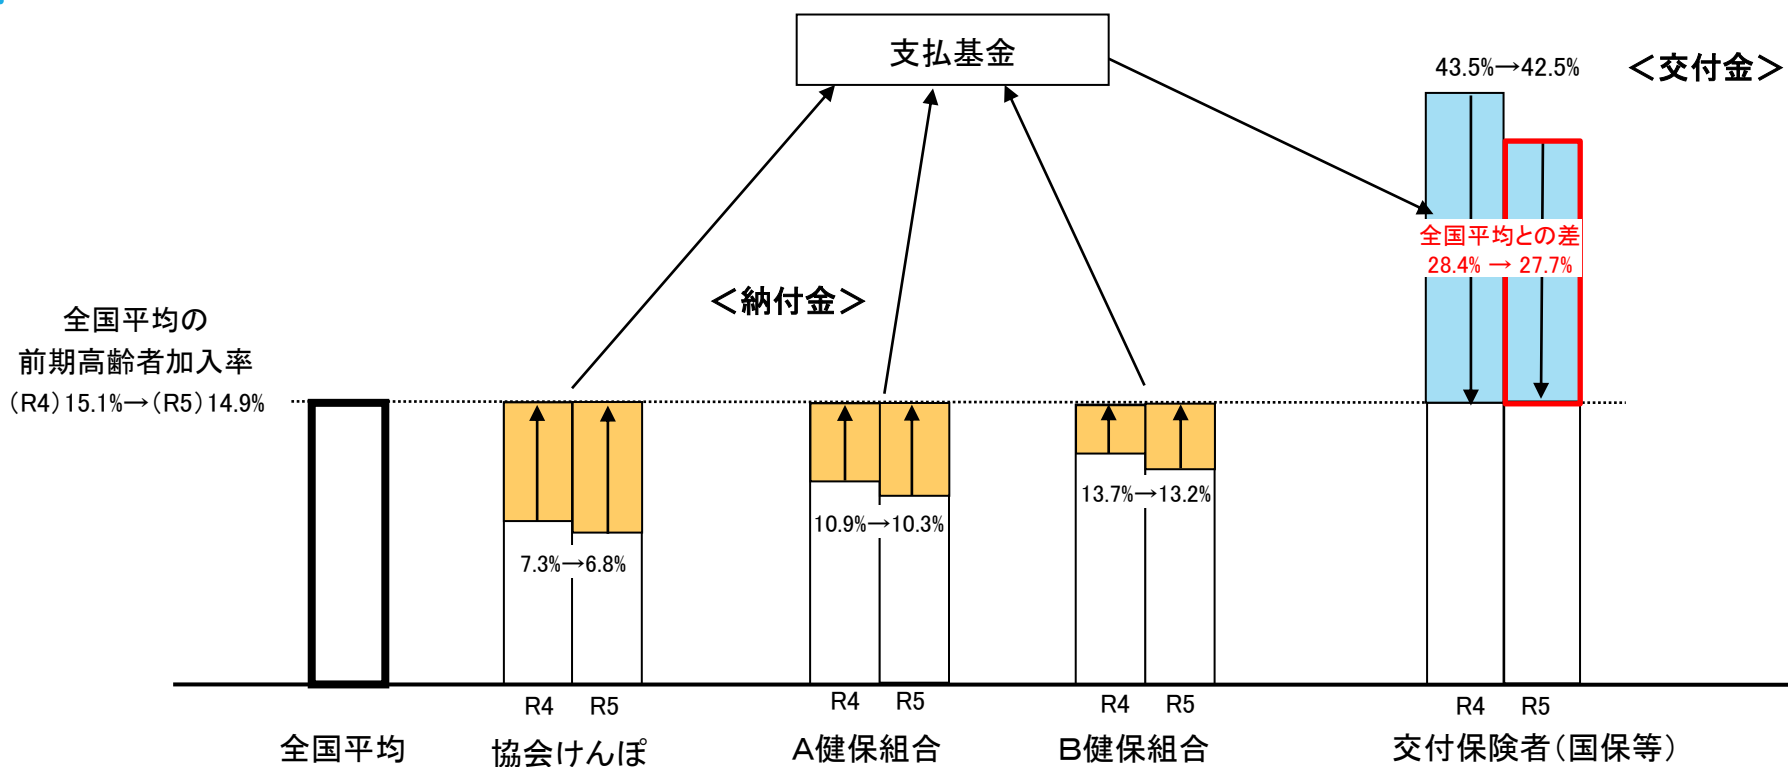 支払基金
43.5%→42.5%
＜交付金＞
全国平均との差
28.4% → 27.7%
＜納付金＞
全国平均の
前期高齢者加入率
(R4)15.1%→(R5)14.9%
13.7%→13.2%
10.9%→10.3%
7.3%→6.8%
R4 R5
R4 R5
R4 R5
R4 R5
全国平均
協会けんぽ
A健保組合
B健保組合
交付保険者(国保等)